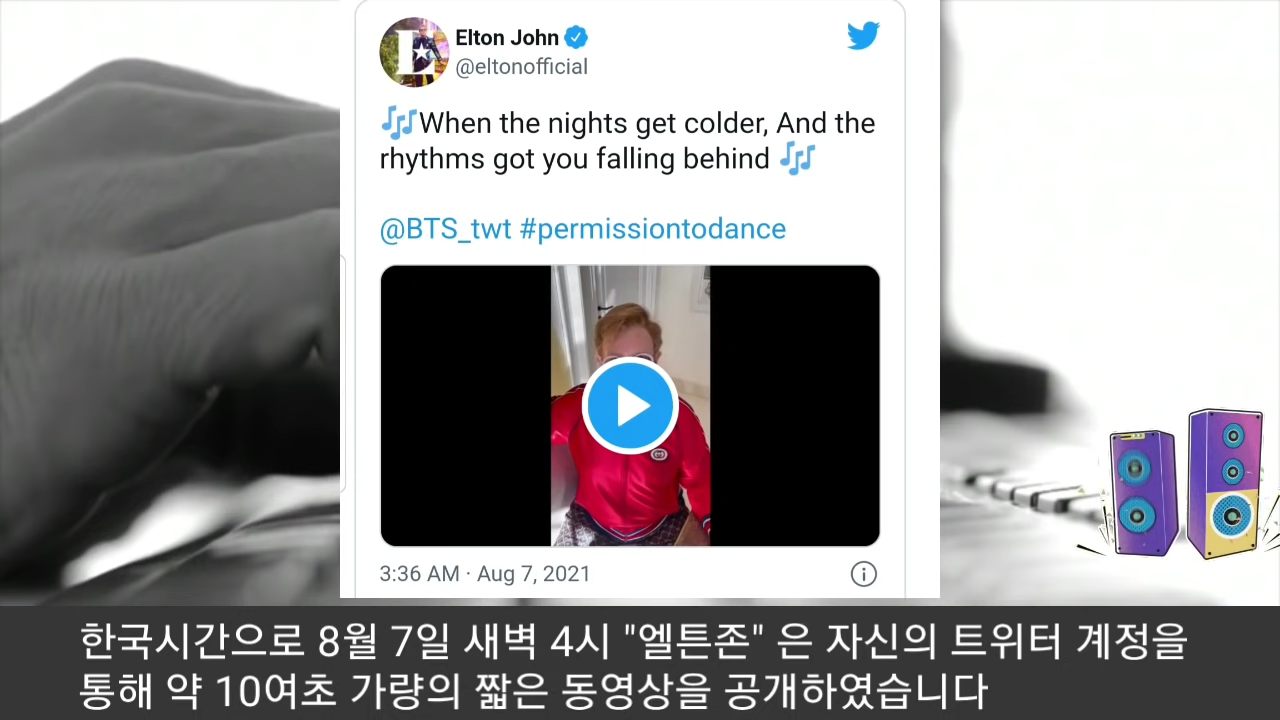 Elton John
@eltonofficial
🎶When the nights get colder, And the
rhythms got you falling behind 🎶
@BTS_twt #permissiontodance
3:36 AM · Aug 7, 2021
한국시간으로 8월 7일 새벽 4시 "엘튼존" 은 자신의 트위터 계정을
통해 약 10여초 가량의 짧은 동영상을 공개하였습니다